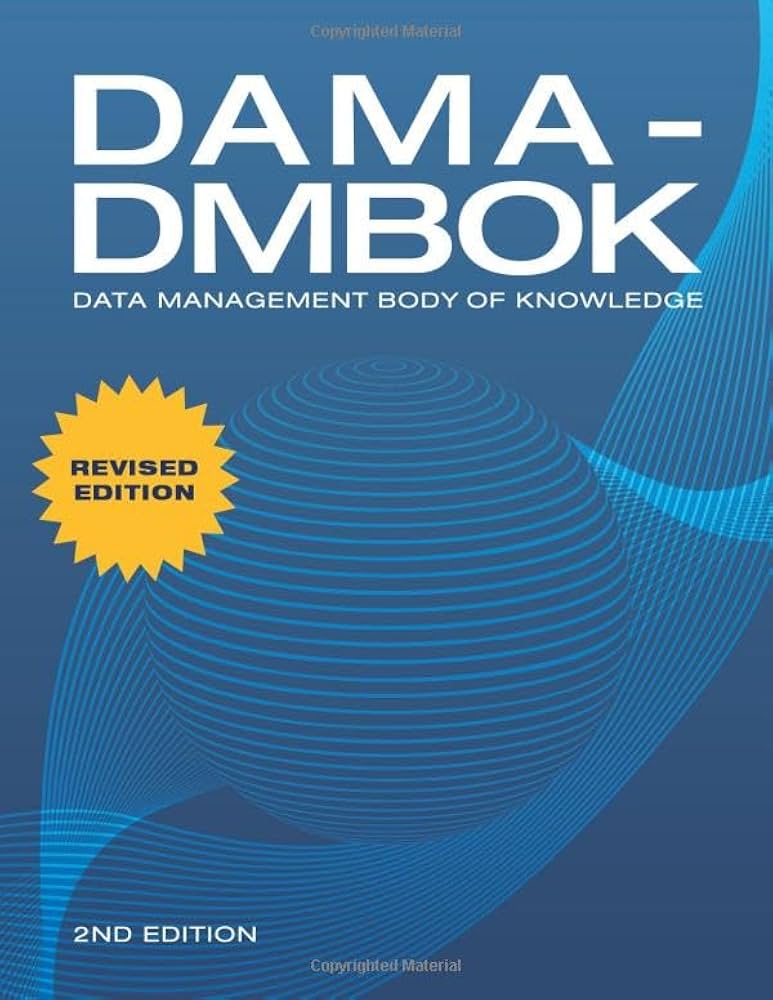 Copyrighted Material
DAMA-
DMBOK
DATA MANAGEMENT BODY OF KNOWLEDGE
REVISED
EDITION
2ND EDITION
Copyrighted Material